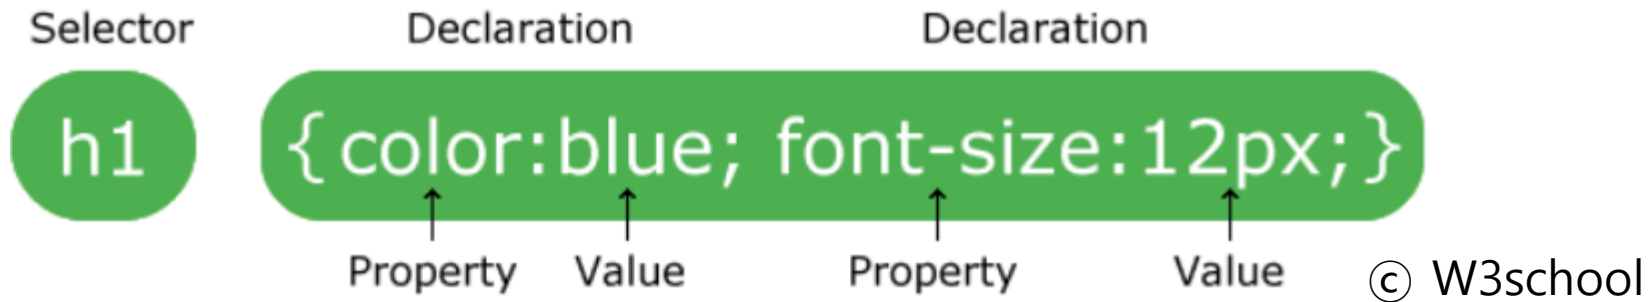 Selector Declaration Declaration
h1 {color:blue; font-size:12px;}
Property Value Property Value
ⓒ W3school